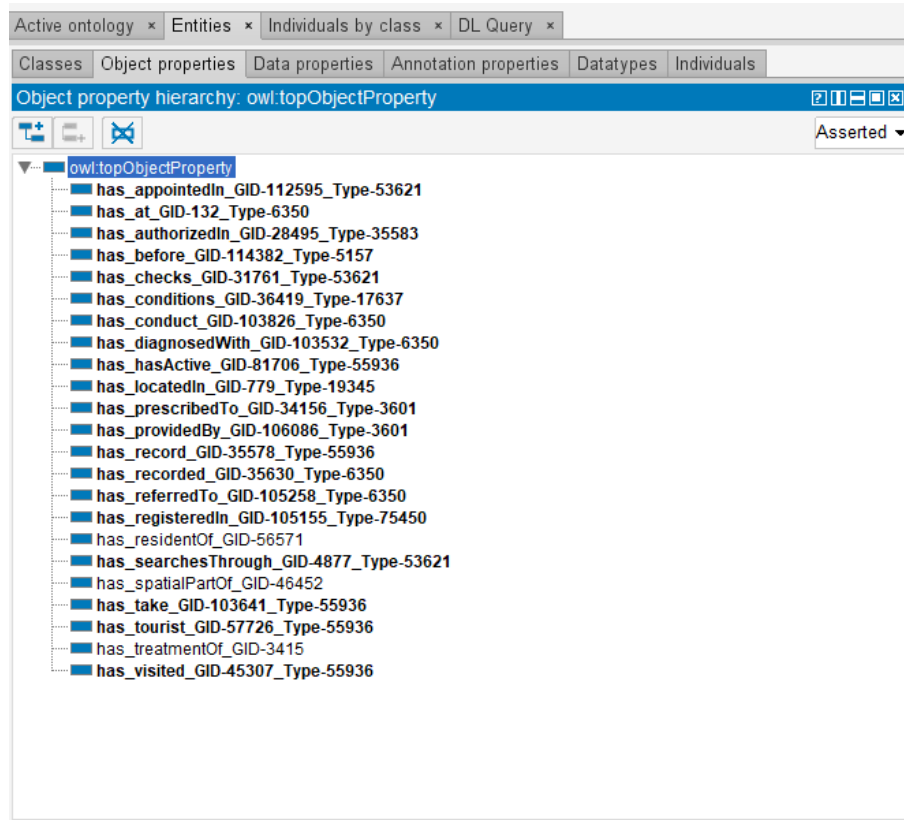 Active ontology × Entities × Individuals by class × DL Query ×
Classes Object properties Data properties Annotation properties Datatypes Individuals
Object property hierarchy: owl:topObjectProperty
Asserted
owl:topObjectProperty
has_appointedIn_GID-112595_Type-53621
has_at_GID-132_Type-6350
has_authorizedIn_GID-28495_Type-35583
has_before_GID-114382_Type-5157
has_checks_GID-31761_Type-53621
has_conditions_GID-36419_Type-17637
has_conduct_GID-103826_Type-6350
has_diagnosedWith_GID-103532_Type-6350
has_hasActive_GID-81706_Type-55936
has_locatedIn_GID-779_Type-19345
has_prescribedTo_GID-34156_Type-3601
has_providedBy_GID-106086_Type-3601
has_record_GID-35578_Type-55936
has_recorded_GID-35630_Type-6350
has_referredTo_GID-105258_Type-6350
has_registeredIn_GID-105155_Type-75450
has_residentOf_GID-56571
has_searchesThrough_GID-4877_Type-53621
has_spatialPartOf_GID-46452
has_take_GID-103641_Type-55936
has_tourist_GID-57726_Type-55936
has_treatmentOf_GID-3415
has_visited_GID-45307_Type-55936